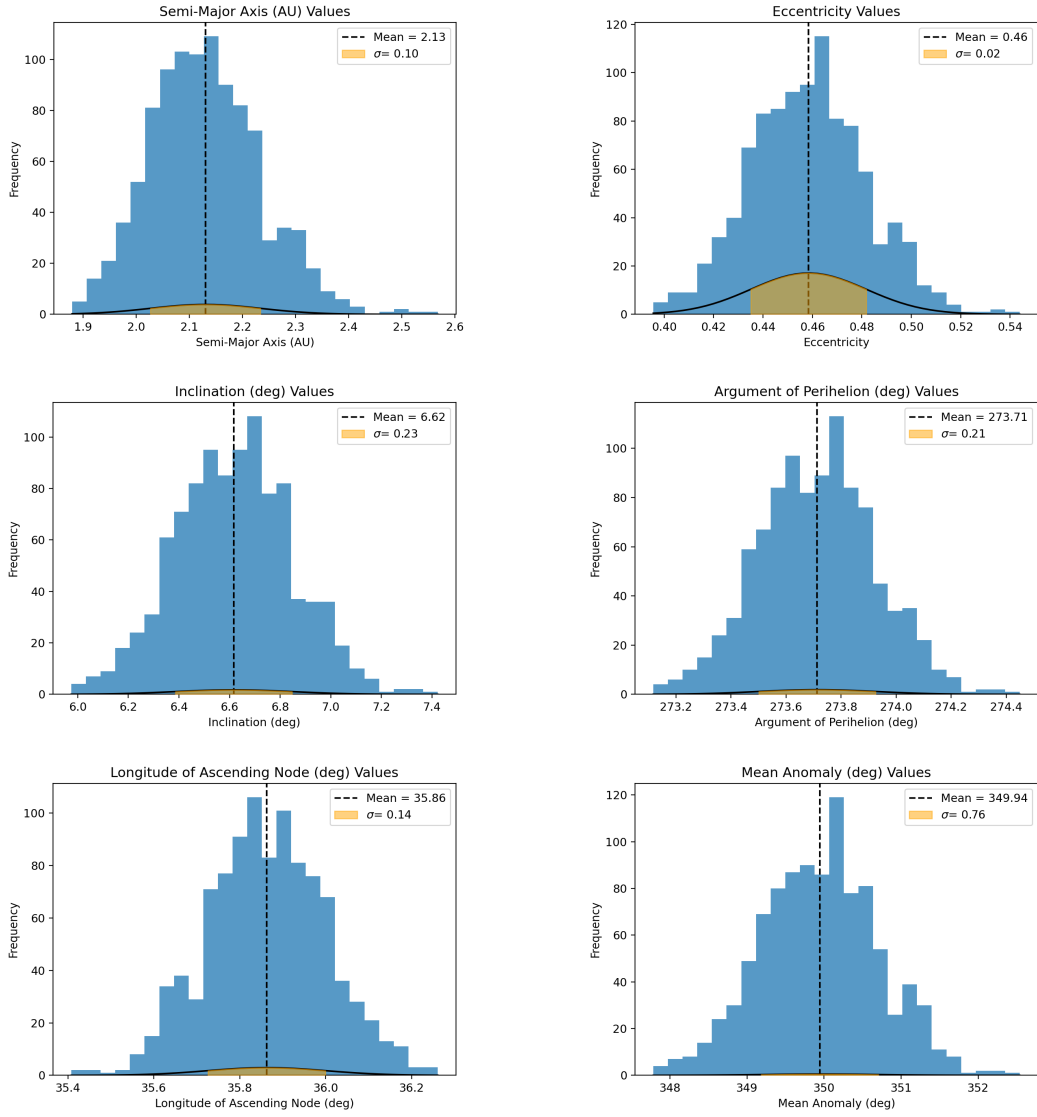 Semi-Major Axis (AU) Values
Mean = 2.13
σ= 0.10
Frequency
100
80
60
40
20
0
1.9 2.0 2.1 2.2 2.3 2.4 2.5 2.6
Semi-Major Axis (AU)
Eccentricity Values
Mean = 0.46
σ= 0.02
Frequency
120
100
80
60
40
20
0
0.40 0.42 0.44 0.46 0.48 0.50 0.52 0.54
Eccentricity
Inclination (deg) Values
Mean = 6.62
σ= 0.23
Frequency
100
80
60
40
20
0
6.0 6.2 6.4 6.6 6.8 7.0 7.2 7.4
Inclination (deg)
Argument of Perihelion (deg) Values
Mean = 273.71
σ= 0.21
Frequency
100
80
60
40
20
0
273.2 273.4 273.6 273.8 274.0 274.2 274.4
Argument of Perihelion (deg)
Longitude of Ascending Node (deg) Values
Mean = 35.86
σ= 0.14
Frequency
100
80
60
40
20
0
35.4 35.6 35.8 36.0 36.2
Longitude of Ascending Node (deg)
Mean Anomaly (deg) Values
Mean = 349.94
σ= 0.76
Frequency
120
100
80
60
40
20
0
348 349 350 351 352
Mean Anomaly (deg)